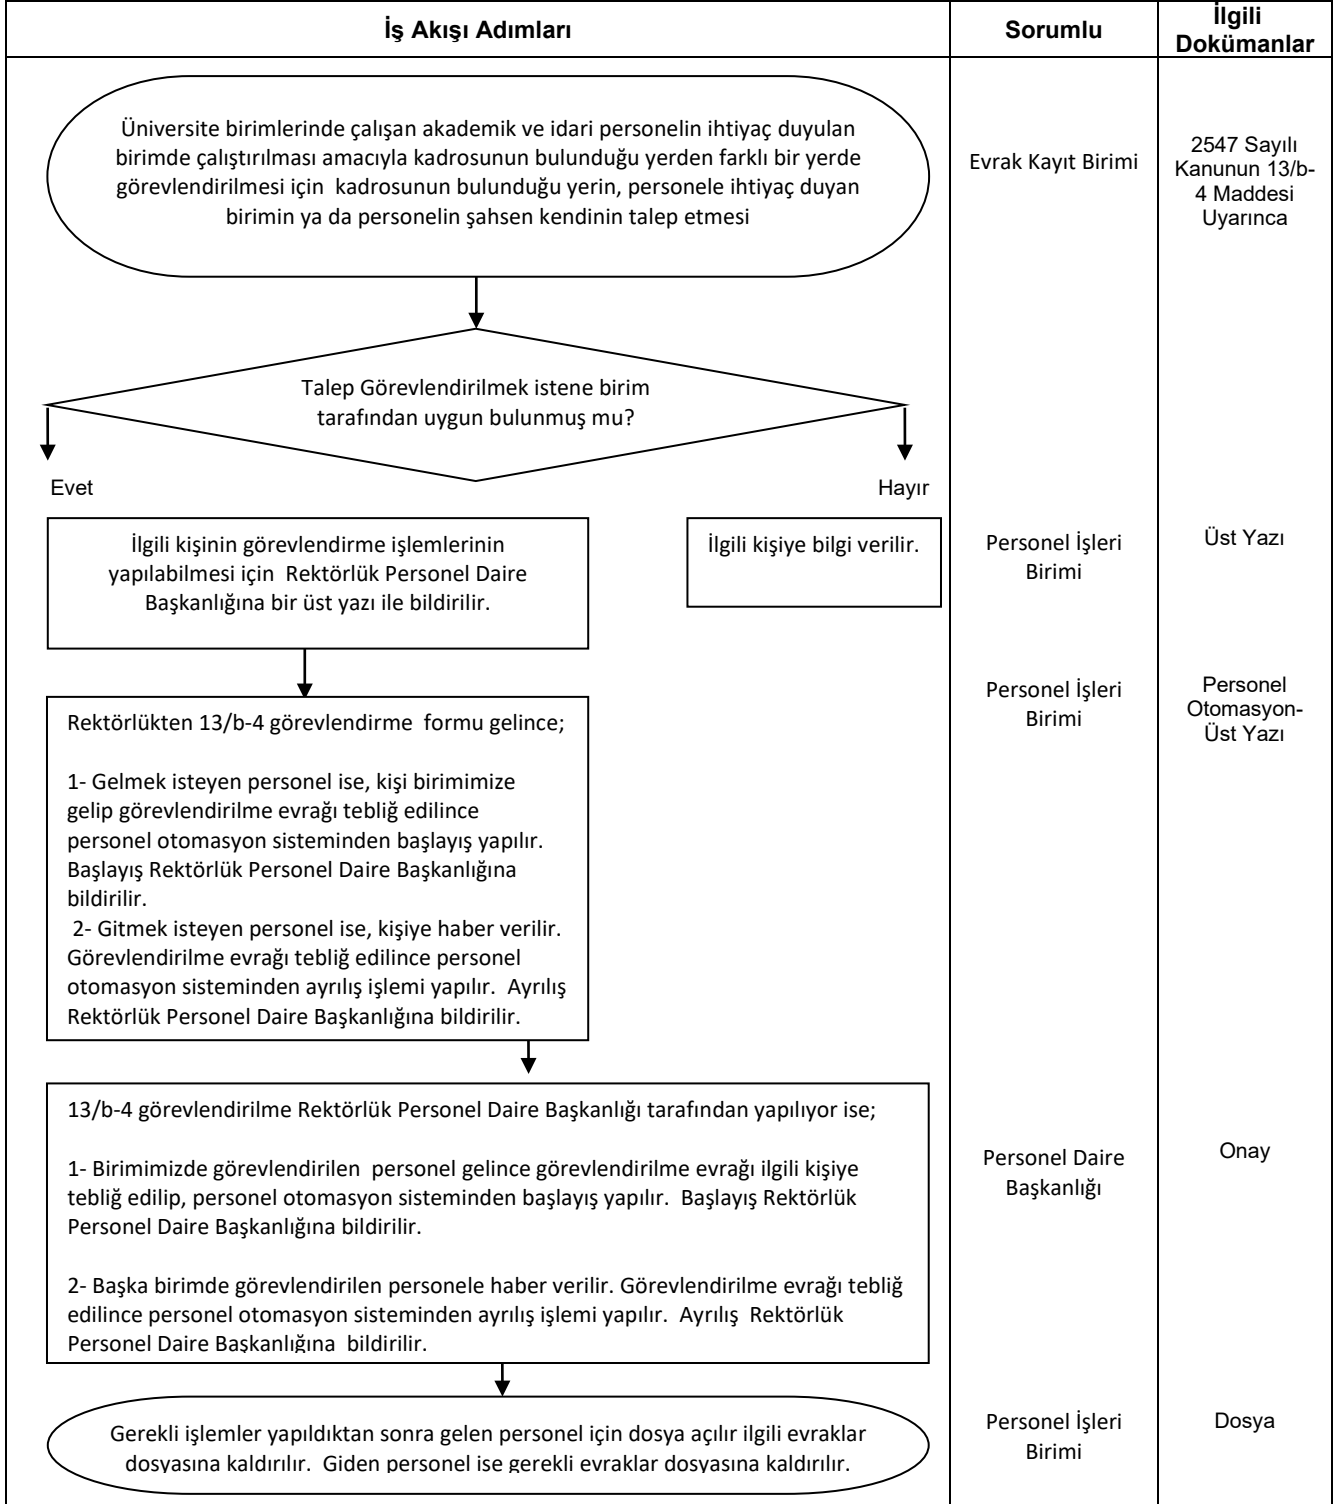 İş Akışı Adımları
Sorumlu
İlgili
Dokümanlar
Üniversite birimlerinde çalışan akademik ve idari personelin ihtiyaç duyulan
birimde çalıştırılması amacıyla kadrosunun bulunduğu yerden farklı bir yerde
görevlendirilmesi için kadrosunun bulunduğu yerin, personele ihtiyaç duyan
birimin ya da personelin şahsen kendinin talep etmesi
Evrak Kayıt Birimi
2547 Sayılı
Kanunun 13/b-
4 Maddesi
Uyarınca
Talep Görevlendirilmek istene birim
tarafından uygun bulunmuş mu?
Evet
Hayır
İlgili kişinin görevlendirme işlemlerinin
yapılabilmesi için Rektörlük Personel Daire
Başkanlığına bir üst yazı ile bildirilir.
İlgili kişiye bilgi verilir.
Personel İşleri
Birimi
Üst Yazı
Rektörlükten 13/b-4 görevlendirme formu gelince;
1- Gelmek isteyen personel ise, kişi birimimize
gelip görevlendirilme evrağı tebliğ edilince
personel otomasyon sisteminden başlayış yapılır.
Başlayış Rektörlük Personel Daire Başkanlığına
bildirilir.
2- Gitmek isteyen personel ise, kişiye haber verilir.
Görevlendirilme evrağı tebliğ edilince personel
otomasyon sisteminden ayrılış işlemi yapılır. Ayrılış
Rektörlük Personel Daire Başkanlığına bildirilir.
Personel İşleri
Birimi
Personel
Otomasyon-
Üst Yazı
13/b-4 görevlendirilme Rektörlük Personel Daire Başkanlığı tarafından yapılıyor ise;
1- Birimimizde görevlendirilen personel gelince görevlendirilme evrağı ilgili kişiye
tebliğ edilip, personel otomasyon sisteminden başlayış yapılır. Başlayış Rektörlük
Personel Daire Başkanlığına bildirilir.
2- Başka birimde görevlendirilen personele haber verilir. Görevlendirilme evrağı tebliğ
edilince personel otomasyon sisteminden ayrılış işlemi yapılır. Ayrılış Rektörlük
Personel Daire Başkanlığına bildirilir.
Personel Daire
Başkanlığı
Onay
Gerekli işlemler yapıldıktan sonra gelen personel için dosya açılır ilgili evraklar
dosyasına kaldırılır. Giden personel ise gerekli evraklar dosyasına kaldırılır.
Personel İşleri
Birimi
Dosya